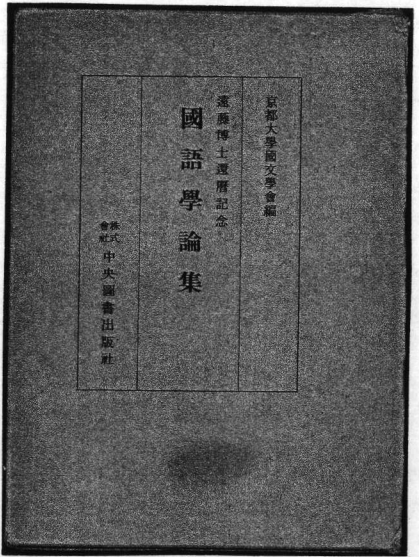 京都大學國文學會編
遠藤博士還暦記念
國語學論集
株式會社 中央圖書出版社